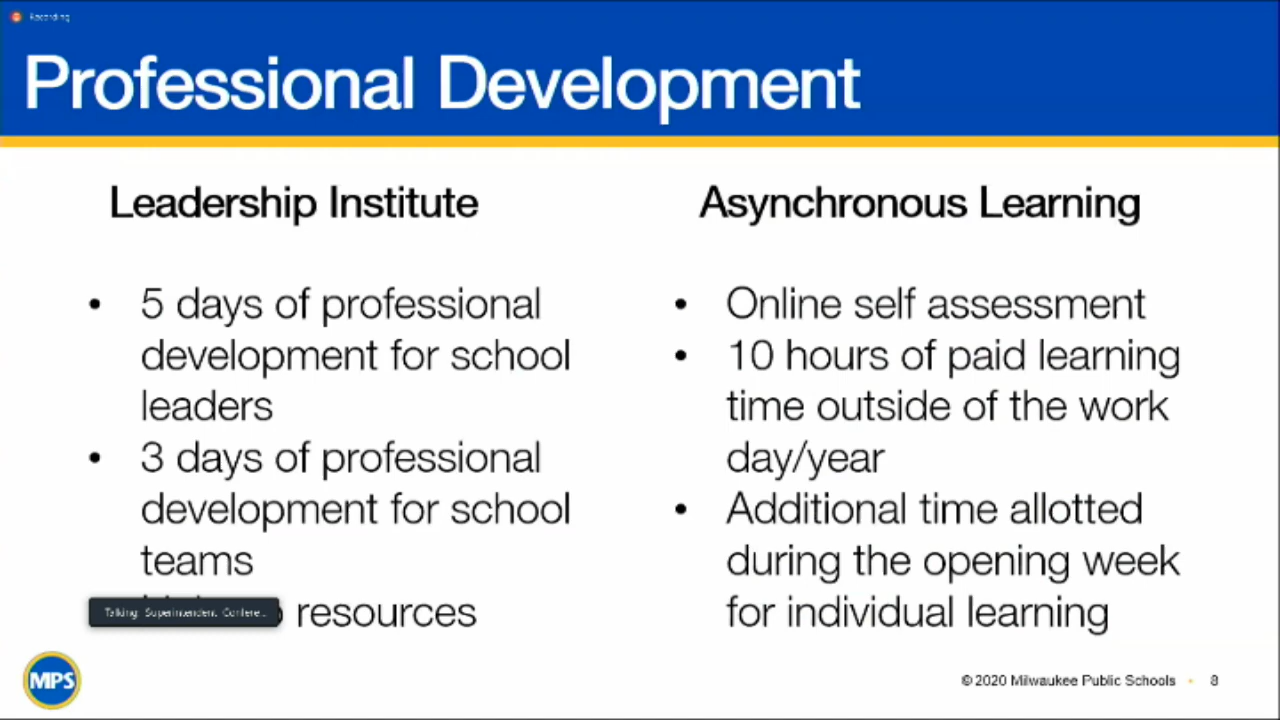 Recording
Professional Development
Leadership Institute
• 5 days of professional
development for school
leaders
• 3 days of professional
development for school
teams
resources
Talking: Superintendent Confere...
Asynchronous Learning
• Online self assessment
• 10 hours of paid learning
time outside of the work
day/year
• Additional time allotted
during the opening week
for individual learning
MPS
© 2020 Milwaukee Public Schools • 8